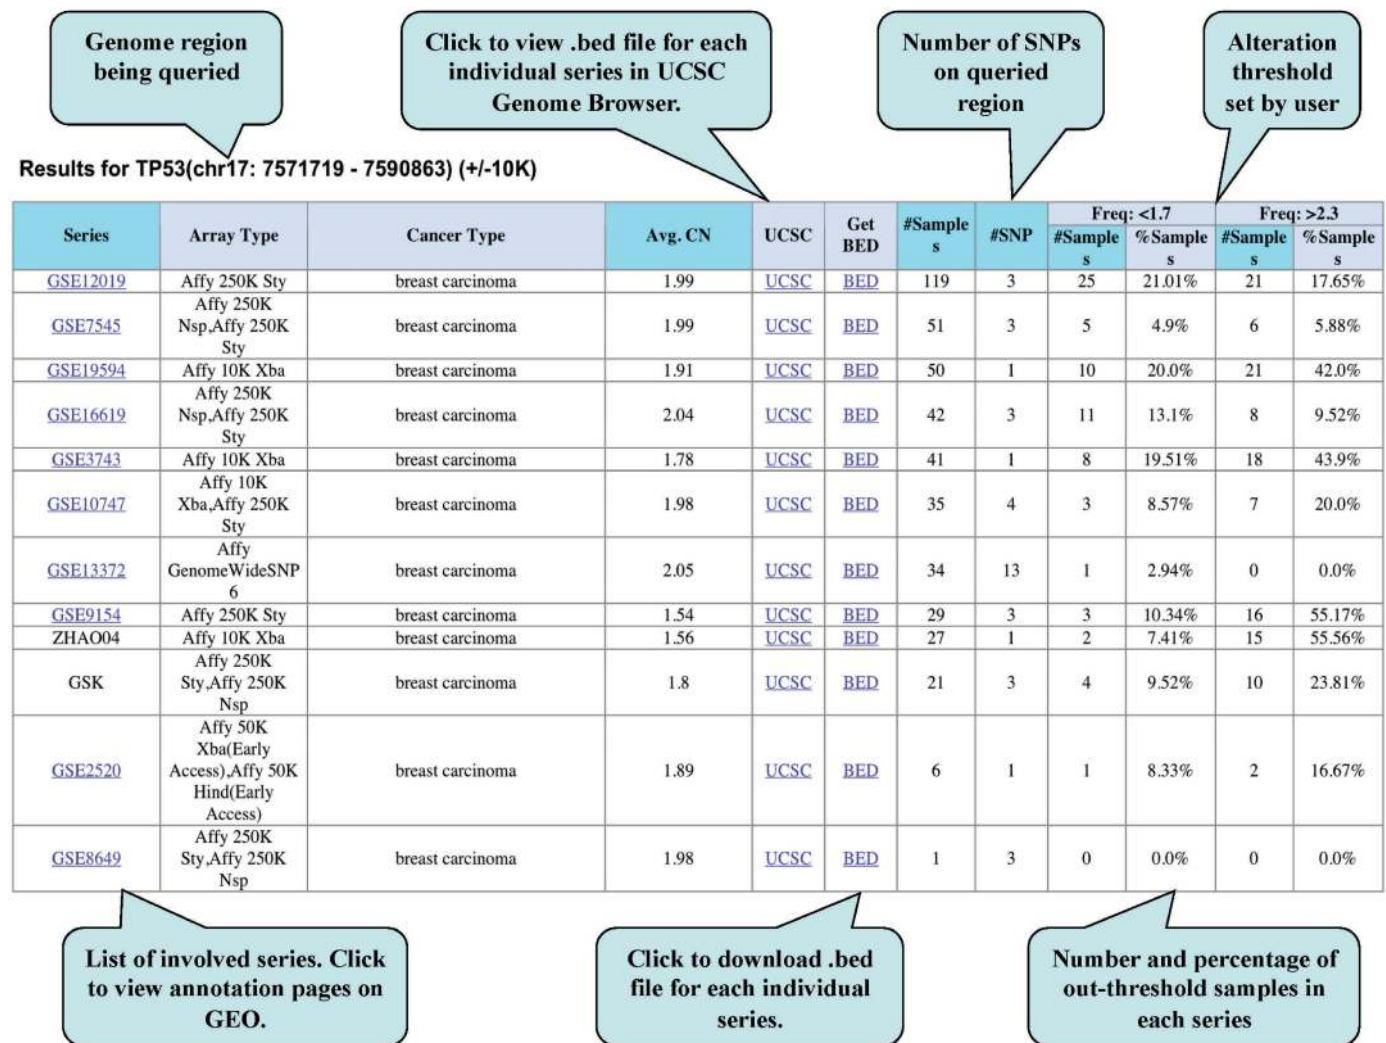 Genome region
being queried
Click to view .bed file for each
individual series in UCSC
Genome Browser.
Number of SNPs
on queried
region
Alteration
threshold
set by user
Results for TP53(chr17: 7571719 - 7590863) (+/-10K)
Series Array Type Cancer Type Avg. CN UCSC Get BED #Samples #SNP Freq: <1.7 Freq: >2.3
#Samples %Samples #Samples %Samples
GSE12019 Affy 250K Sty breast carcinoma 1.99 UCSC BED 119 3 25 21.01% 21 17.65%
Affy 250K
GSE7545 Nsp,Affy 250K breast carcinoma 1.99 UCSC BED 51 3 5 4.9% 6 5.88%
Sty
GSE19594 Affy 10K Xba breast carcinoma 1.91 UCSC BED 50 1 10 20.0% 21 42.0%
Affy 250K
GSE16619 Nsp,Affy 250K breast carcinoma 2.04 UCSC BED 42 3 11 13.1% 8 9.52%
Sty
GSE3743 Affy 10K Xba breast carcinoma 1.78 UCSC BED 41 1 8 19.51% 18 43.9%
Affy 10K
GSE10747 Xba,Affy 250K breast carcinoma 1.98 UCSC BED 35 4 3 8.57% 7 20.0%
Sty
Affy
GSE13372 GenomeWideSNP breast carcinoma 2.05 UCSC BED 34 13 1 2.94% 0 0.0%
6
GSE9154 Affy 250K Sty breast carcinoma 1.54 UCSC BED 29 3 3 10.34% 16 55.17%
ZHAO04 Affy 10K Xba breast carcinoma 1.56 UCSC BED 27 1 2 7.41% 15 55.56%
Affy 250K
GSK Sty,Affy 250K breast carcinoma 1.8 UCSC BED 21 3 4 9.52% 10 23.81%
Nsp
Affy 50K
Xba(Early
GSE2520 Access),Affy 50K breast carcinoma 1.89 UCSC BED 6 1 1 8.33% 2 16.67%
Hind(Early
Access)
Affy 250K
GSE8649 Sty,Affy 250K breast carcinoma 1.98 UCSC BED 1 3 0 0.0% 0 0.0%
Nsp
List of involved series. Click
to view annotation pages on
GEO.
Click to download .bed
file for each individual
series.
Number and percentage of
out-threshold samples in
each series